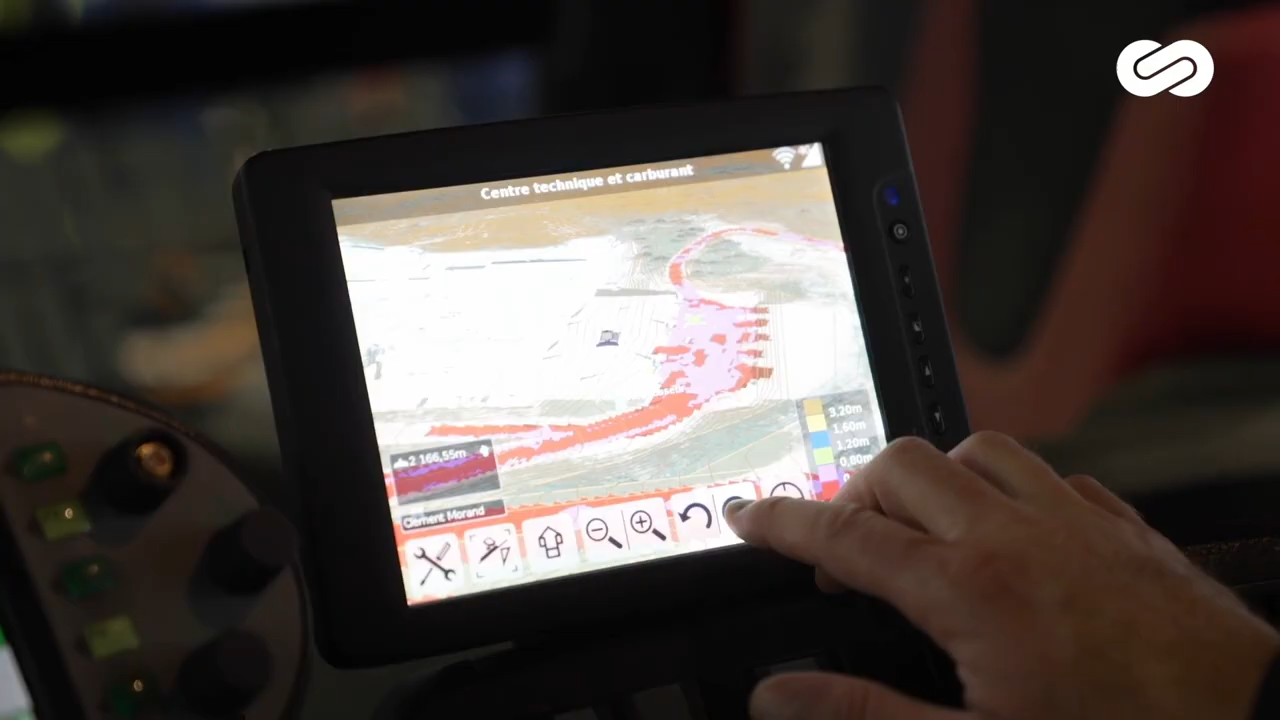 Centre technique et carburant
3,20m
1,60m
1,20m
0,80m
2 166,55m
Clément Morand